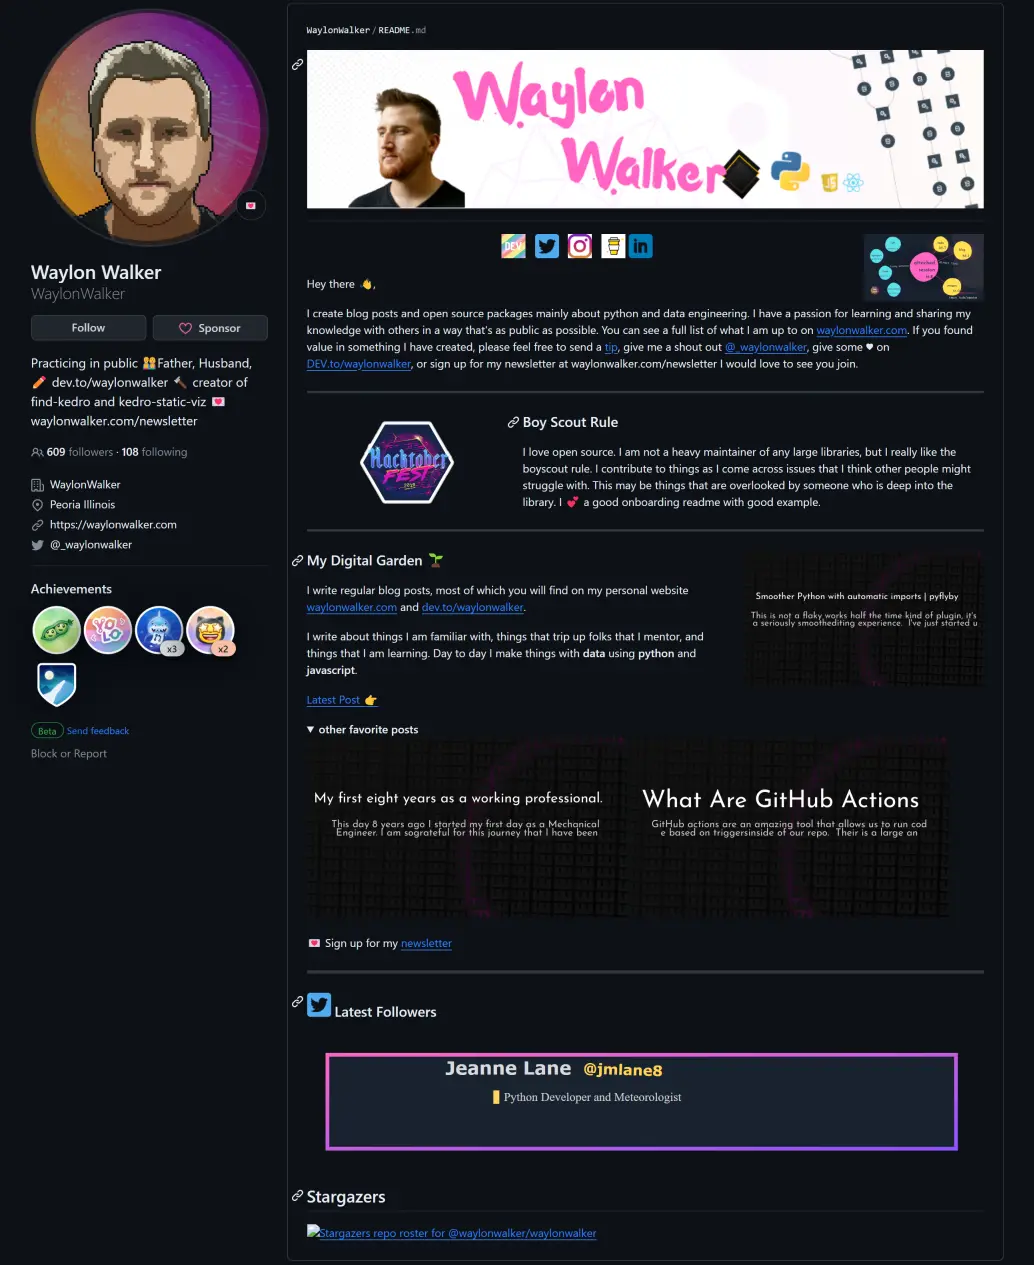 Waylon Walker
WaylonWalker
Follow
Sponsor
Practicing in public 👫Father, Husband,
🖍 dev.to/waylonwalker 🔨 creator of
find-kedro and kedro-static-viz 💌
waylonwalker.com/newsletter
609 followers · 108 following
WaylonWalker
Peoria Illinois
https://waylonwalker.com
@_waylonwalker
Achievements
YOLO
x3
x2
Beta Send feedback
Block or Report
WaylonWalker/README.md
Waylon
Walker
JS
DEV
in
Hey there 👋,
I create blog posts and open source packages mainly about python and data engineering. I have a passion for learning and sharing my
knowledge with others in a way that's as public as possible. You can see a full list of what I am up to on waylonwalker.com. If you found
value in something I have created, please feel free to send a tip, give me a shout out @_waylonwalker, give some ♥ on
DEV.to/waylonwalker, or sign up for my newsletter at waylonwalker.com/newsletter I would love to see you join.
Hacktober
FEST
Boy Scout Rule
I love open source. I am not a heavy maintainer of any large libraries, but I really like the
boyscout rule. I contribute to things as I come across issues that I think other people might
struggle with. This may be things that are overlooked by someone who is deep into the
library. I 💕 a good onboarding readme with good example.
My Digital Garden 🌱
I write regular blog posts, most of which you will find on my personal website
waylonwalker.com and dev.to/waylonwalker.
I write about things I am familiar with, things that trip up folks that I mentor, and
things that I am learning. Day to day I make things with data using python and
javascript.
Latest Post 👉
Smoother Python with automatic imports | pyflyby
This is not a flaky works half the time kind of plugin, it's
a seriously smoothediting experience. I've just started u
▼ other favorite posts
My first eight years as a working professional.
This day 8 years ago I started my first day as a Mechanical
Engineer. I am sograteful for this journey that I have been
What Are GitHub Actions
GitHub actions are an amazing tool that allows us to run cod
e based on triggersinside of our repo. Their is a large an
💌 Sign up for my newsletter
Latest Followers
Jeanne Lane @jmlane8
Python Developer and Meteorologist
Stargazers
Stargazers repo roster for @waylonwalker/waylonwalker